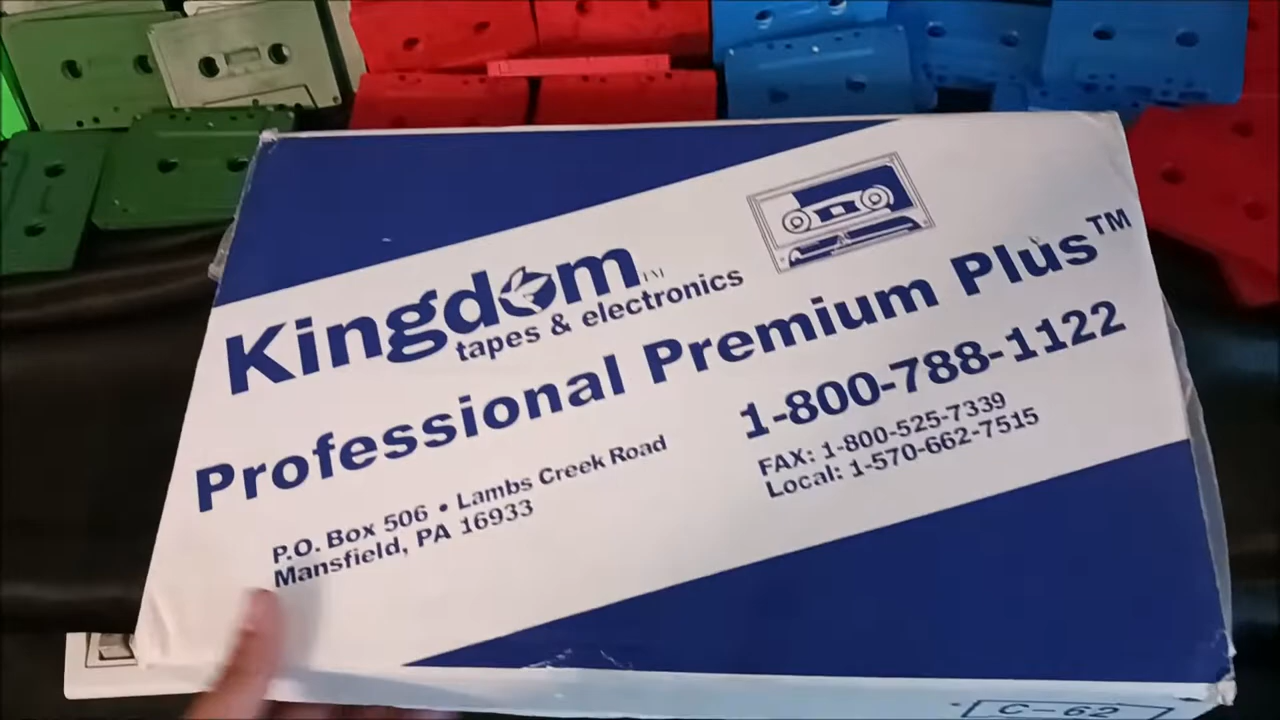 Kingdom™
tapes & electronics
Professional Premium Plus™
1-800-788-1122
FAX: 1-800-525-7339
Local: 1-570-662-7515
P.O. Box 506 • Lambs Creek Road
Mansfield, PA 16933
C-62